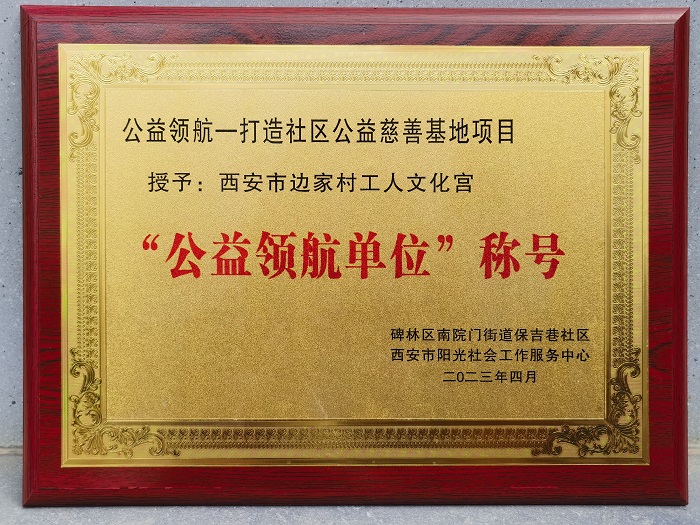 公益领航—打造社区公益慈善基地项目
授予：西安市边家村工人文化宫
“公益领航单位”称号
碑林区南院门街道保吉巷社区
西安市阳光社会工作服务中心
二〇二三年四月